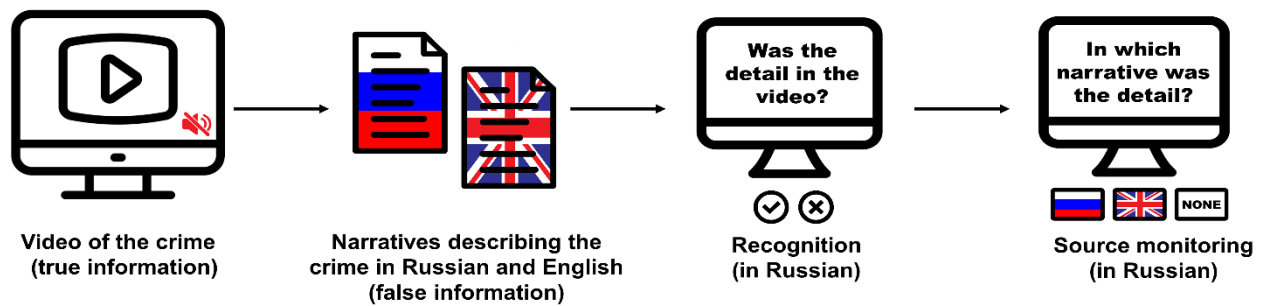 Was the
detail in the
video?
In which
narrative was
the detail?
NONE
Video of the crime
(true information)
Narratives describing the
crime in Russian and English
(false information)
Recognition
(in Russian)
Source monitoring
(in Russian)